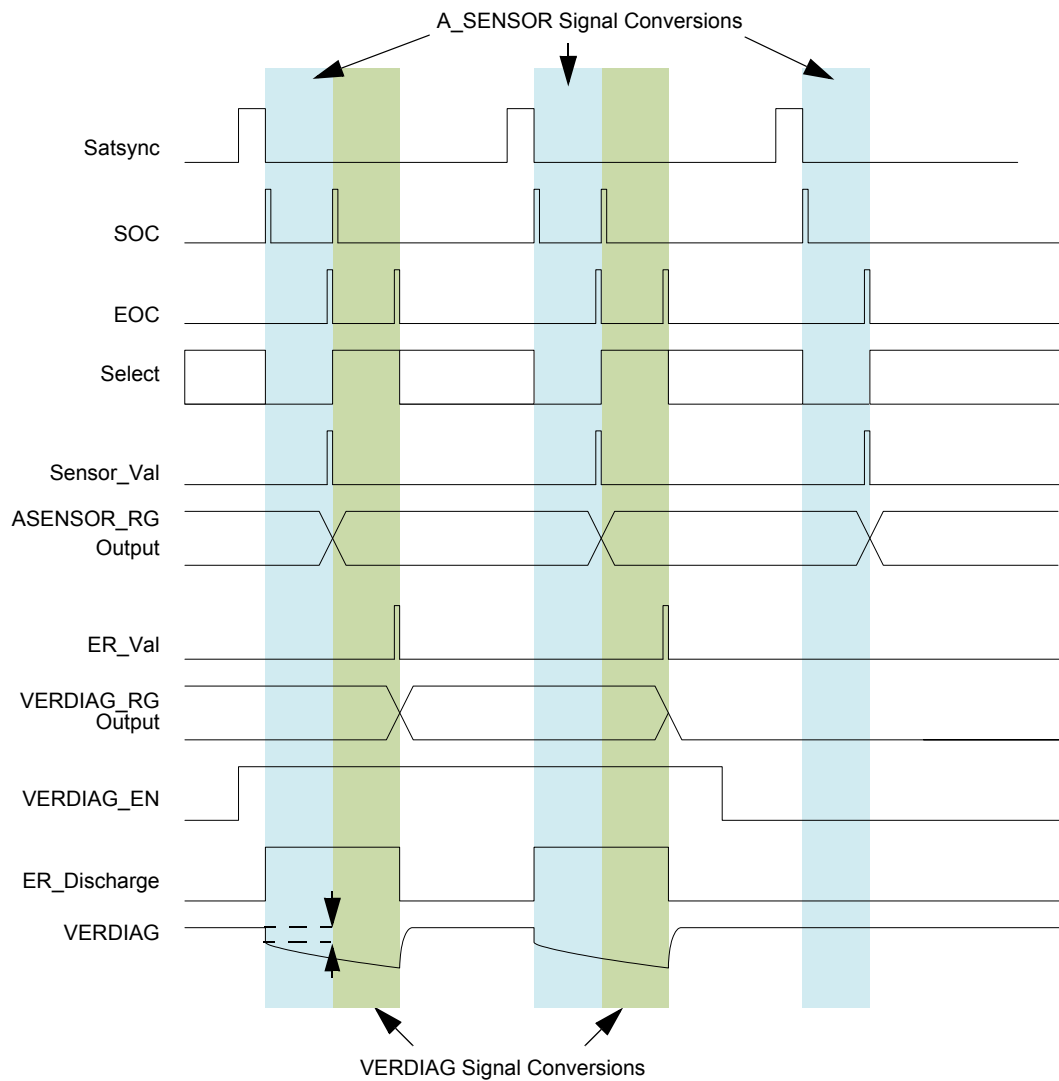 A_SENSOR Signal Conversions
Satsync
SOC
EOC
Select
Sensor_Val
ASENSOR_RG
Output
ER_Val
VERDIAG_RG
Output
VERDIAG_EN
ER_Discharge
VERDIAG
VERDIAG Signal Conversions